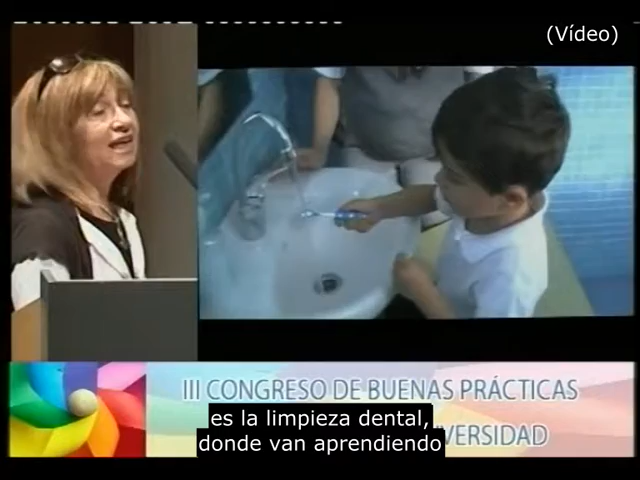 (Vídeo)
III CONGRESO DE BUENAS PRÁCTICAS
es la limpieza dental,
donde van aprendiendo